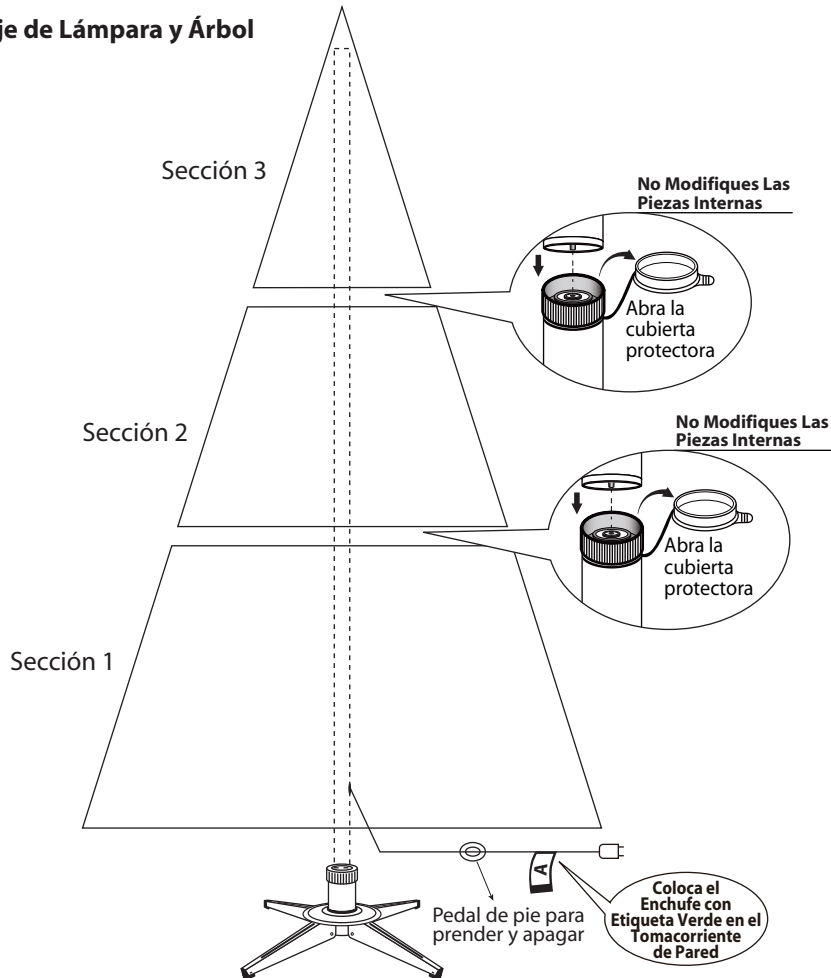 je de Lámpara y Árbol
Sección 3
No Modifiques Las
Piezas Internas
Abra la
cubierta
protectora
Sección 2
No Modifiques Las
Piezas Internas
Abra la
cubierta
protectora
Sección 1
A
Pedal de pie para
prender y apagar
Coloca el
Enchufe con
Etiqueta Verde en el
Tomacorriente
de Pared